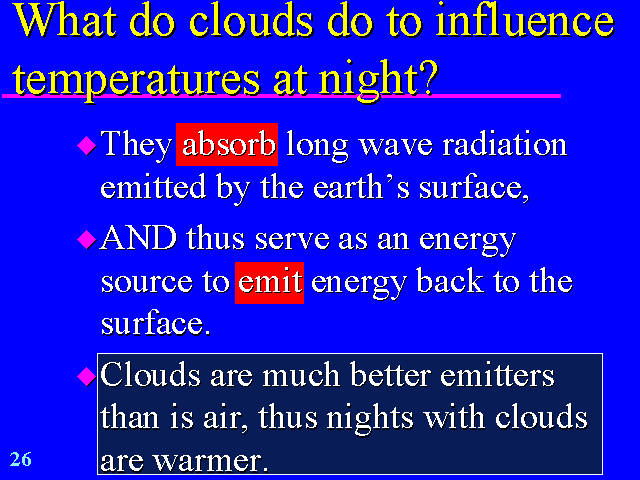 What do clouds do to influence
temperatures at night?
They absorb long wave radiation
emitted by the earth's surface,
AND thus serve as an energy
source to emit energy back to the
surface.
Clouds are much better emitters
than is air, thus nights with clouds
are warmer.
26